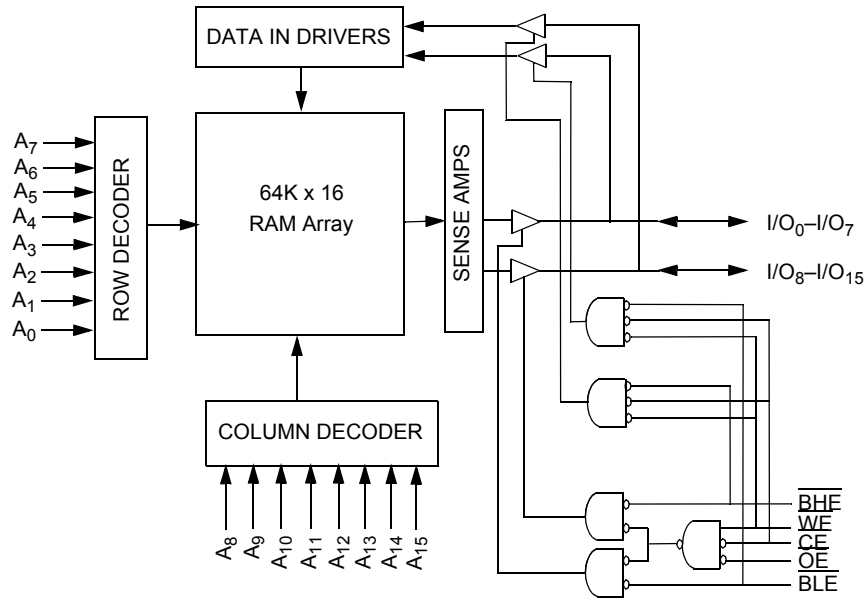 DATA IN DRIVERS
A7
A6
A5
A4
A3
A2
A1
A0
ROW DECODER
64K x 16
RAM Array
SENSE AMPS
I/O0–I/O7
I/O8–I/O15
COLUMN DECODER
A8
A9
A10
A11
A12
A13
A14
A15
BHE
WE
CE
OE
BLE